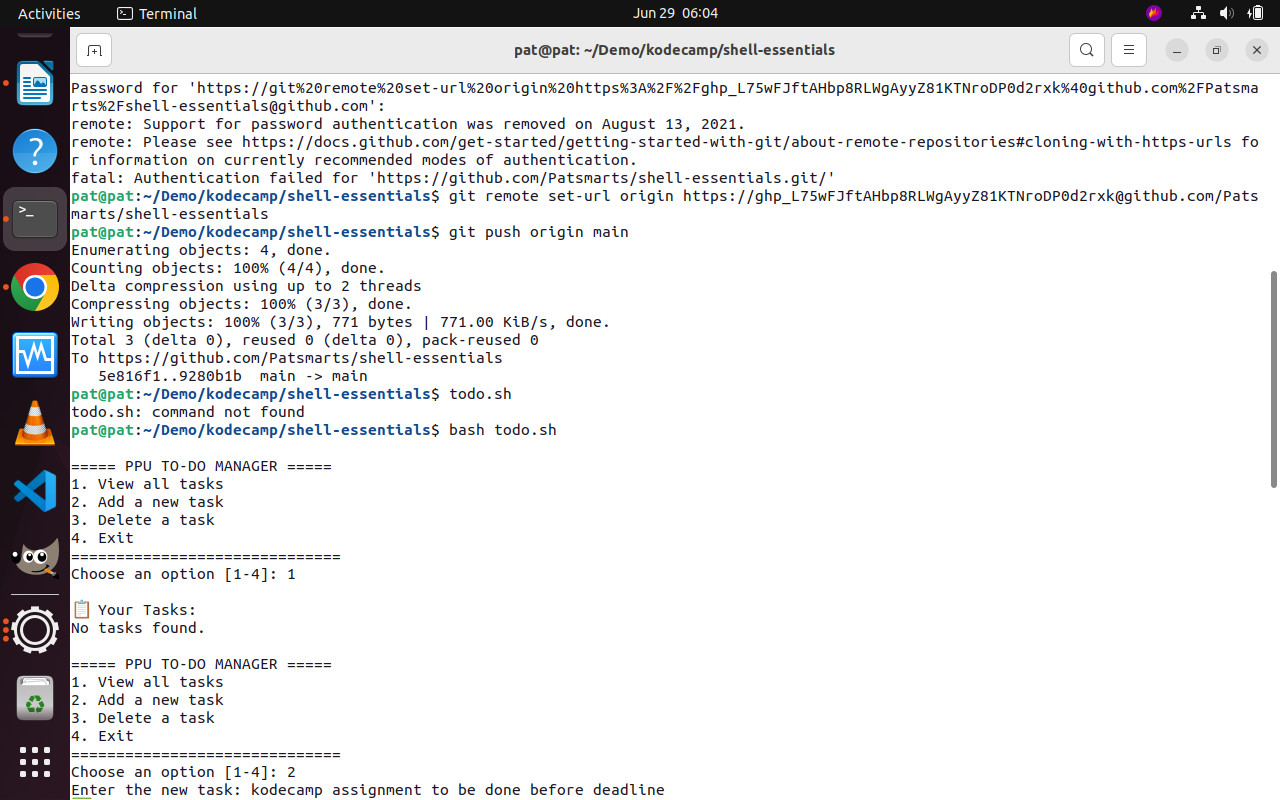 Activities
Terminal
Jun 29 06:04
pat@pat: ~/Demo/kodecamp/shell-essentials
Password for 'https://git%20remote%20set-url%20origin%20https%3A%2F%2F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%40github.com%2FPatsma
rts%2Fshell-essentials@github.com':
remote: Support for password authentication was removed on August 13, 2021.
remote: Please see https://docs.github.com/get-started/getting-started-with-git/about-remote-repositories#cloning-with-https-urls fo
r information on currently recommended modes of authentication.
fatal: Authentication failed for 'https://github.com/Patsmarts/shell-essentials.git/'
pat@pat:~/Demo/kodecamp/shell-essentials$ git remote set-url origin https://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@github.com/Pats
marts/shell-essentials
pat@pat:~/Demo/kodecamp/shell-essentials$ git push origin main
Enumerating objects: 4, done.
Counting objects: 100% (4/4), done.
Delta compression using up to 2 threads
Compressing objects: 100% (3/3), done.
Writing objects: 100% (3/3), 771 bytes | 771.00 KiB/s, done.
Total 3 (delta 0), reused 0 (delta 0), pack-reused 0
To https://github.com/Patsmarts/shell-essentials
   5e816f1..9280b1b  main -> main
pat@pat:~/Demo/kodecamp/shell-essentials$ todo.sh
todo.sh: command not found
pat@pat:~/Demo/kodecamp/shell-essentials$ bash todo.sh
===== PPU TO-DO MANAGER =====
1. View all tasks
2. Add a new task
3. Delete a task
4. Exit
==============================
Choose an option [1-4]: 1
📋 Your Tasks:
No tasks found.
===== PPU TO-DO MANAGER =====
1. View all tasks
2. Add a new task
3. Delete a task
4. Exit
==============================
Choose an option [1-4]: 2
Enter the new task: kodecamp assignment to be done before deadline